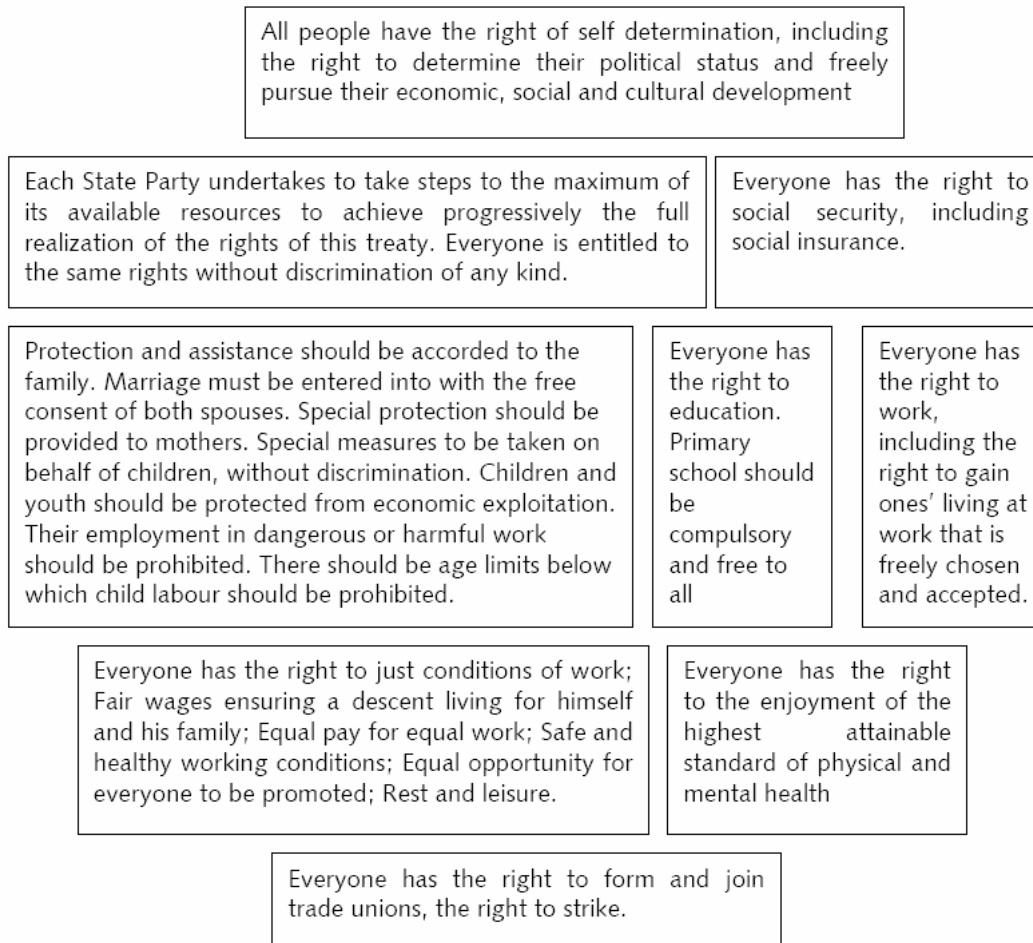 All people have the right of self determination, including
the right to determine their political status and freely
pursue their economic, social and cultural development
Each State Party undertakes to take steps to the maximum of
its available resources to achieve progressively the full
realization of the rights of this treaty. Everyone is entitled to
the same rights without discrimination of any kind.
Everyone has the right to
social security, including
social insurance.
Protection and assistance should be accorded to the
family. Marriage must be entered into with the free
consent of both spouses. Special protection should be
provided to mothers. Special measures to be taken on
behalf of children, without discrimination. Children and
youth should be protected from economic exploitation.
Their employment in dangerous or harmful work
should be prohibited. There should be age limits below
which child labour should be prohibited.
Everyone has
the right to
education.
Primary
school should
be
compulsory
and free to
all
Everyone has
the right to
work,
including the
right to gain
ones' living at
work that is
freely chosen
and accepted.
Everyone has the right to just conditions of work;
Fair wages ensuring a descent living for himself
and his family; Equal pay for equal work; Safe and
healthy working conditions; Equal opportunity for
everyone to be promoted; Rest and leisure.
Everyone has the right
to the enjoyment of the
highest attainable
standard of physical and
mental health
Everyone has the right to form and join
trade unions, the right to strike.